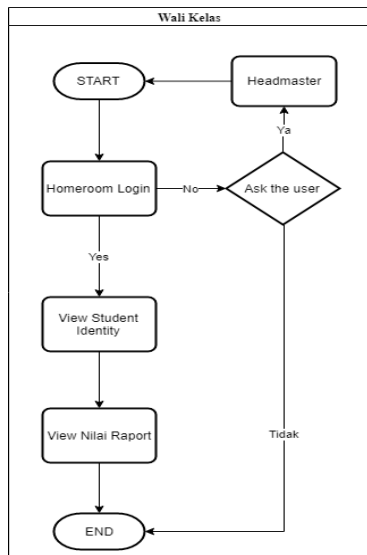 Wali Kelas
START
Headmaster
Ya
Homeroom Login
No
Ask the user
Yes
View Student
Identity
View Nilai Raport
Tidak
END